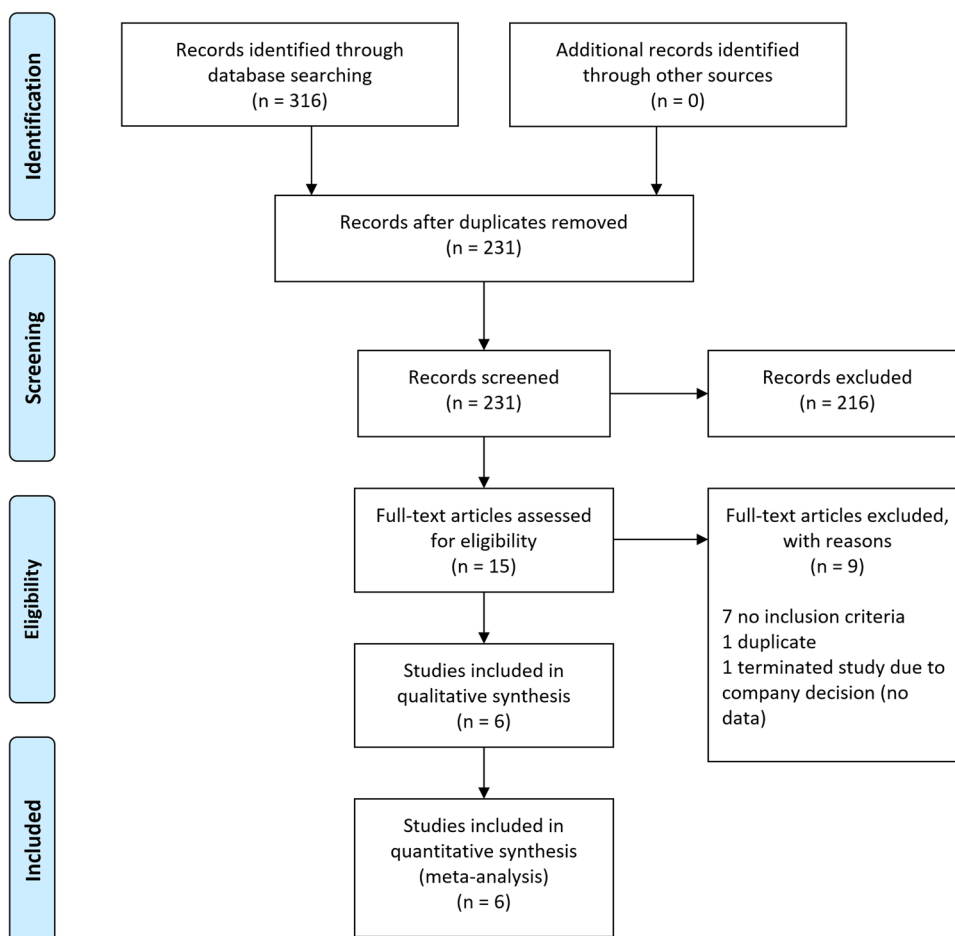 Identification
Records identified through
database searching
(n = 316)
Additional records identified
through other sources
(n = 0)
Records after duplicates removed
(n = 231)
Screening
Records screened
(n = 231)
Records excluded
(n = 216)
Eligibility
Full-text articles assessed
for eligibility
(n = 15)
Full-text articles excluded,
with reasons
(n = 9)
7 no inclusion criteria
1 duplicate
1 terminated study due to
company decision (no
data)
Studies included in
qualitative synthesis
(n = 6)
Included
Studies included in
quantitative synthesis
(meta-analysis)
(n = 6)